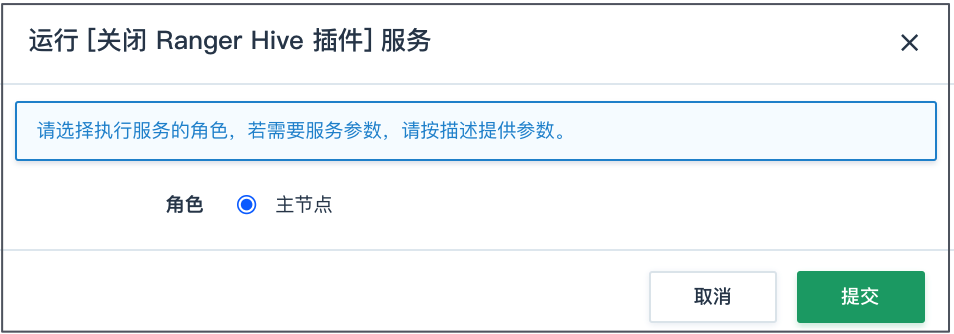 运行 [关闭 Ranger Hive 插件] 服务
请选择执行服务的角色，若需要服务参数，请按描述提供参数。
角色 主节点
取消 提交